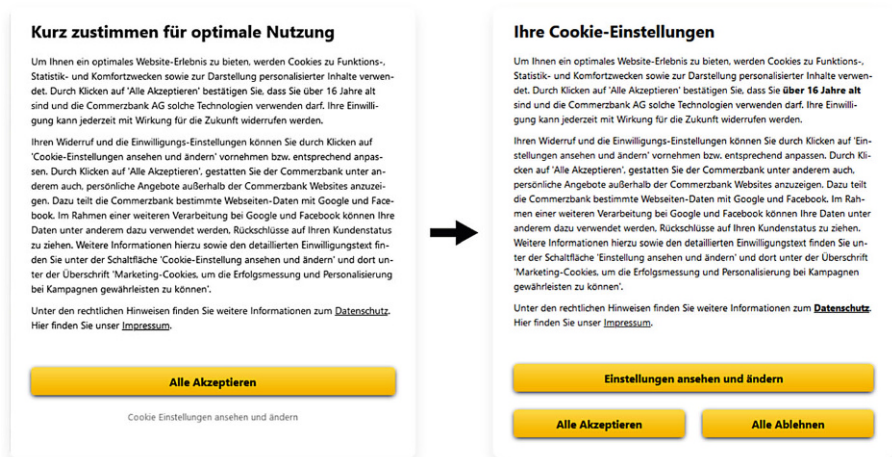 Kurz zustimmen für optimale Nutzung
Um Ihnen ein optimales Website-Erlebnis zu bieten, werden Cookies zu Funktions-,
Statistik- und Komfortzwecken sowie zur Darstellung personalisierter Inhalte verwen-
det. Durch Klicken auf 'Alle Akzeptieren' bestätigen Sie, dass Sie über 16 Jahre alt
sind und die Commerzbank AG solche Technologien verwenden darf. Ihre Einwilli-
gung kann jederzeit mit Wirkung für die Zukunft widerrufen werden.
Ihren Widerruf und die Einwilligungs-Einstellungen können Sie durch Klicken auf
'Cookie-Einstellungen ansehen und ändern' vornehmen bzw. entsprechend anpas-
sen. Durch Klicken auf 'Alle Akzeptieren', gestatten Sie der Commerzbank unter an-
derem auch, persönliche Angebote außerhalb der Commerzbank Websites anzuzei-
gen. Dazu teilt die Commerzbank bestimmte Webseiten-Daten mit Google und Face-
book. Im Rahmen einer weiteren Verarbeitung bei Google und Facebook können Ihre
Daten unter anderem dazu verwendet werden, Rückschlüsse auf Ihren Kundenstatus
zu ziehen. Weitere Informationen hierzu sowie den detaillierten Einwilligungstext fin-
den Sie unter der Schaltfläche 'Cookie-Einstellung ansehen und ändern' und dort un-
ter der Überschrift 'Marketing-Cookies, um die Erfolgsmessung und Personalisierung
bei Kampagnen gewährleisten zu können'.
Unter den rechtlichen Hinweisen finden Sie weitere Informationen zum Datenschutz.
Hier finden Sie unser Impressum.
Alle Akzeptieren
Cookie Einstellungen ansehen und ändern
Ihre Cookie-Einstellungen
Um Ihnen ein optimales Website-Erlebnis zu bieten, werden Cookies zu Funktions-,
Statistik- und Komfortzwecken sowie zur Darstellung personalisierter Inhalte verwen-
det. Durch Klicken auf 'Alle Akzeptieren' bestätigen Sie, dass Sie über 16 Jahre alt
sind und die Commerzbank AG solche Technologien verwenden darf. Ihre Einwilli-
gung kann jederzeit mit Wirkung für die Zukunft widerrufen werden.
Ihren Widerruf und die Einwilligungs-Einstellungen können Sie durch Klicken auf 'Ein-
stellungen ansehen und ändern' vornehmen bzw. entsprechend anpassen. Durch Kli-
cken auf 'Alle Akzeptieren', gestatten Sie der Commerzbank unter anderem auch,
persönliche Angebote außerhalb der Commerzbank Websites anzuzeigen. Dazu teilt
die Commerzbank bestimmte Webseiten-Daten mit Google und Facebook. Im Rah-
men einer weiteren Verarbeitung bei Google und Facebook können Ihre Daten unter
anderem dazu verwendet werden, Rückschlüsse auf Ihren Kundenstatus zu ziehen.
Weitere Informationen hierzu sowie den detaillierten Einwilligungstext finden Sie un-
ter der Schaltfläche 'Einstellung ansehen und ändern' und dort unter der Überschrift
'Marketing-Cookies, um die Erfolgsmessung und Personalisierung bei Kampagnen
gewährleisten zu können'.
Unter den rechtlichen Hinweisen finden Sie weitere Informationen zum Datenschutz.
Hier finden Sie unser Impressum.
Einstellungen ansehen und ändern
Alle Akzeptieren
Alle Ablehnen